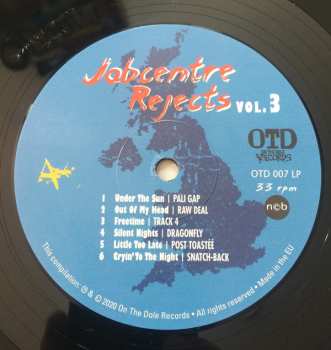 Jobcentre
Rejects VOL. 3
OTD
ON THE DOLE
RECORDS
OTD 007 LP
33 rpm
n©b
1 Under The Sun | PALI GAP
2 Out Of My Head | RAW DEAL
3 Freetime | TRACK 4
4 Silent Nights | DRAGONFLY
5 Little Too Late | POST TOASTÉE
6 Cryin' To The Night | SNATCH-BACK
This compilation, ℗ & © 2020 On The Dole Records • All rights reserved • Made in the EU